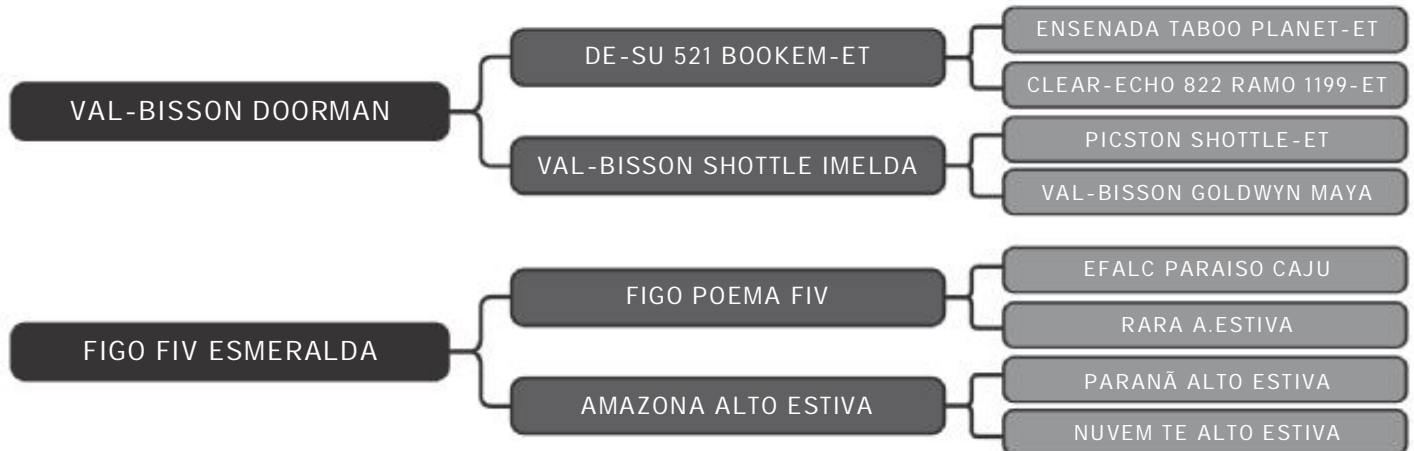 VAL-BISSON DOORMAN
DE-SU 521 BOOKEM-ET
ENSENADA TABOO PLANET-ET
CLEAR-ECHO 822 RAMO 1199-ET
VAL-BISSON SHOTTLE IMELDA
PICSTON SHOTTLE-ET
VAL-BISSON GOLDWYN MAYA
FIGO FIV ESMERALDA
FIGO POEMA FIV
EFALC PARAISO CAJU
RARA A.ESTIVA
AMAZONA ALTO ESTIVA
PARANÃ ALTO ESTIVA
NUVEM TE ALTO ESTIVA